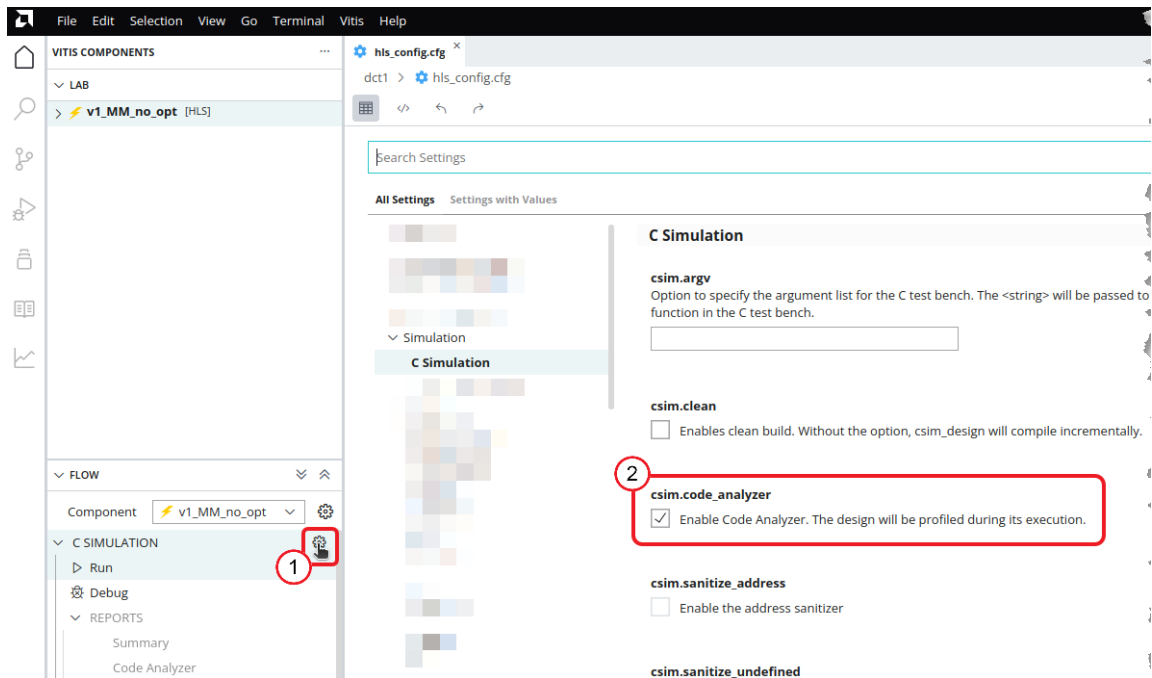 File Edit Selection View Go Terminal Vitis Help
VITIS COMPONENTS ...
LAB
v1_MM_no_opt [HLS]
hls_config.cfg ×
dct1 > hls_config.cfg
Search Settings
All Settings Settings with Values
Simulation
C Simulation
C Simulation
csim.argv
Option to specify the argument list for the C test bench. The <string> will be passed to
function in the C test bench.
csim.clean
Enables clean build. Without the option, csim_design will compile incrementally.
2
csim.code_analyzer
Enable Code Analyzer. The design will be profiled during its execution.
csim.sanitize_address
Enable the address sanitizer
csim.sanitize_undefined
FLOW
Component v1_MM_no_opt
C SIMULATION
1
Run
Debug
REPORTS
Summary
Code Analyzer